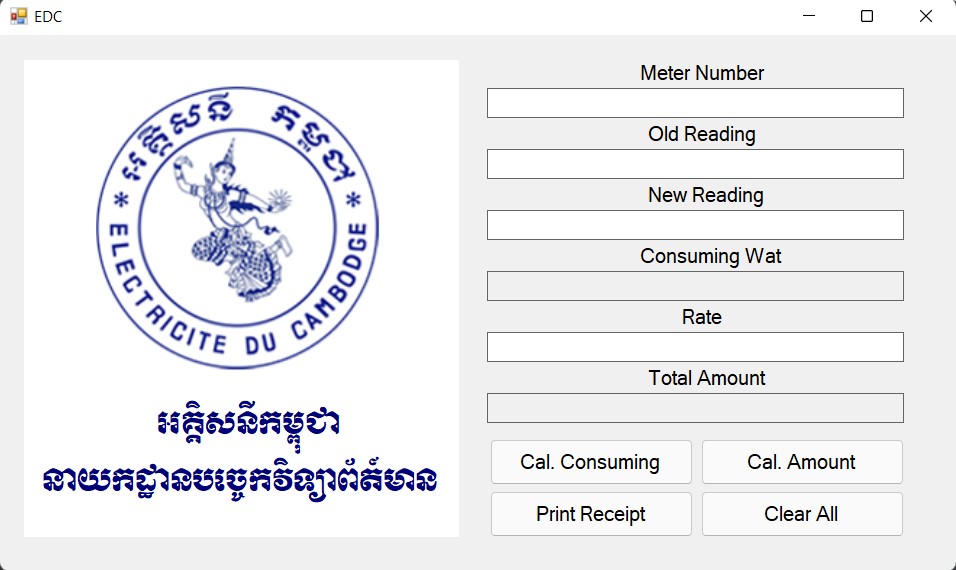 EDC
អគ្គិសនី កម្ពុជា
* ELECTRICITE DU CAMBODGE *
អគ្គិសនីកម្ពុជា
នាយកដ្ឋានបច្ចេកវិទ្យាព័ត៌មាន
Meter Number
Old Reading
New Reading
Consuming Wat
Rate
Total Amount
Cal. Consuming
Cal. Amount
Print Receipt
Clear All